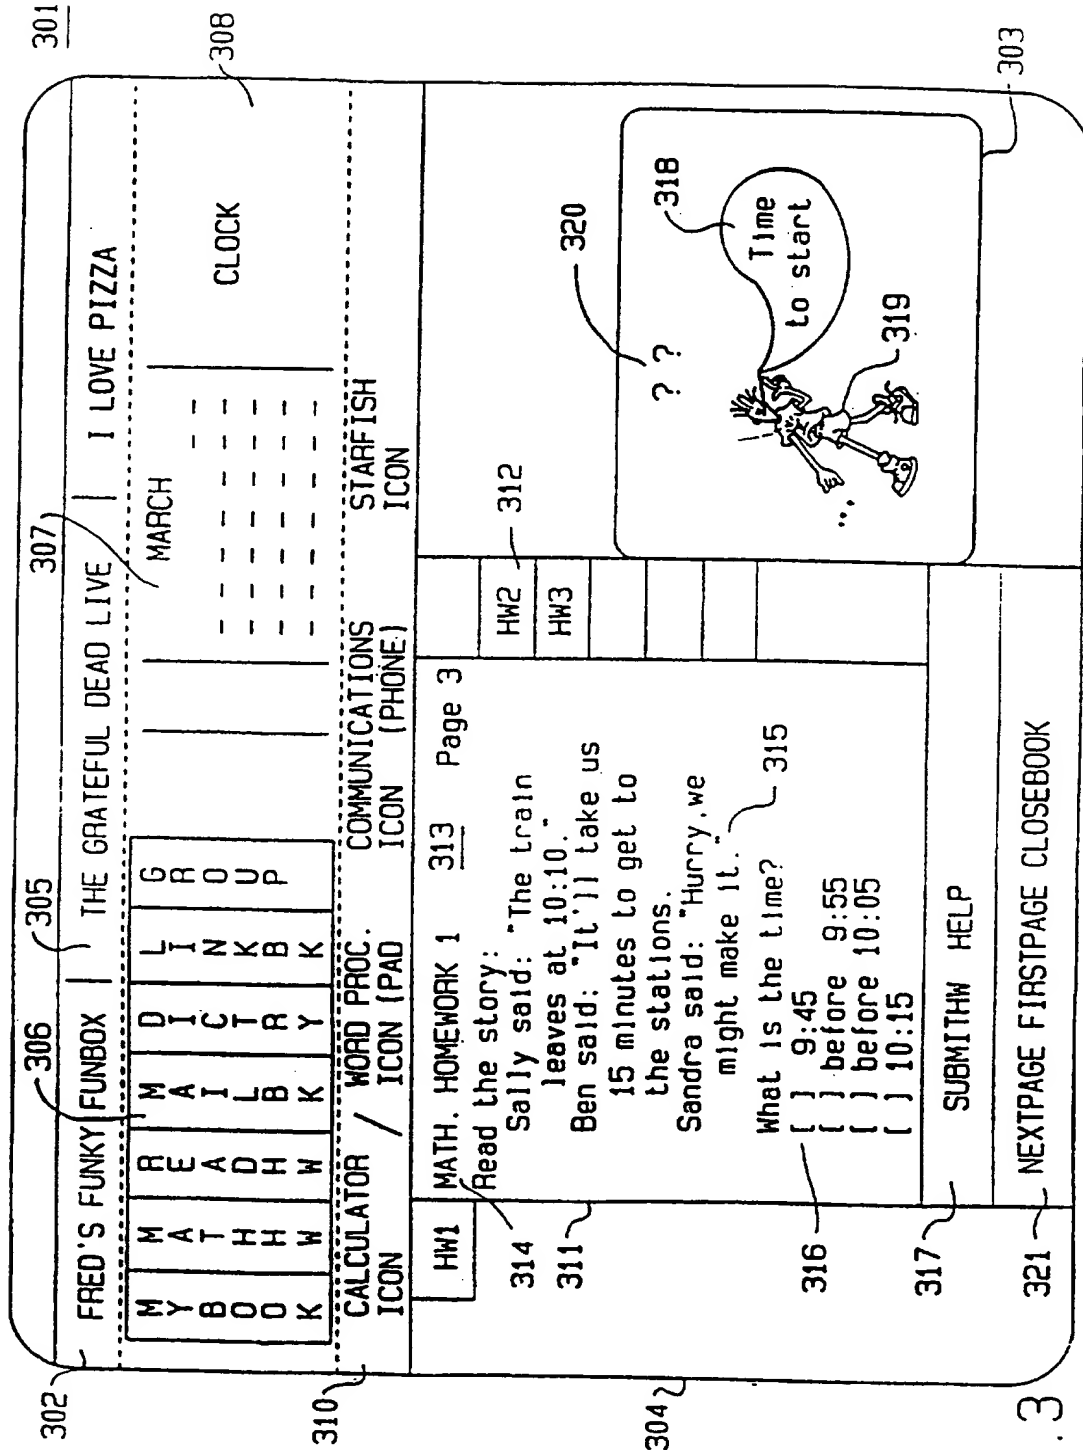 301
307
305
306
302
308
FRED'S FUNKY FUNBOX | THE GRATEFUL DEAD LIVE | I LOVE PIZZA
M M R M D L G
Y A E A I I R
B T A I C N O
O H D L T K U
O H H B R B P
K W W K Y K
MARCH
CLOCK
310
CALCULATOR / WORD PROC. COMMUNICATIONS STARFISH
ICON ICON (PAD ICON (PHONE) ICON
HW1
MATH. HOMEWORK 1 313 Page 3
Read the story:
Sally said: "The train
leaves at 10:10."
Ben said: "It'll take us
15 minutes to get to
the stations.
Sandra said: "Hurry, we
might make it."
315
What is the time?
[ ] 9:45
[ ] before 9:55
[ ] before 10:05
[ ] 10:15
HW2
HW3
312
314
311
316
317
321
304
320
? ?
318
Time
to start
319
...
303
SUBMITHW HELP
NEXTPAGE FIRSTPAGE CLOSEBOOK
.3